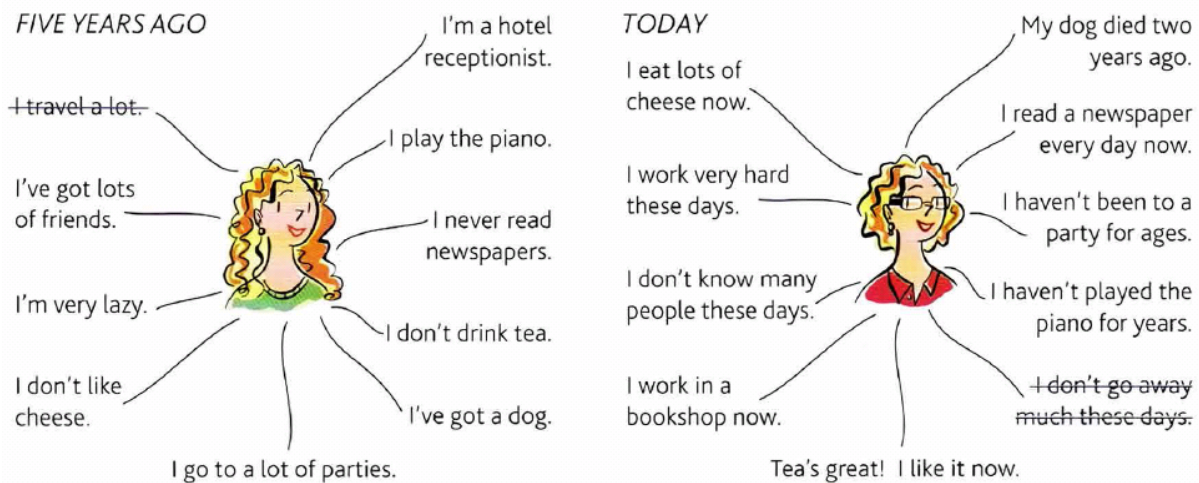 FIVE YEARS AGO
I'm a hotel
receptionist.
I travel a lot.
I play the piano.
I've got lots
of friends.
I never read
newspapers.
I'm very lazy.
I don't drink tea.
I don't like
cheese.
I've got a dog.
I go to a lot of parties.
TODAY
My dog died two
years ago.
I eat lots of
cheese now.
I read a newspaper
every day now.
I work very hard
these days.
I haven't been to a
party for ages.
I don't know many
people these days.
I haven't played the
piano for years.
I work in a
bookshop now.
I don't go away
much these days.
Tea's great! I like it now.